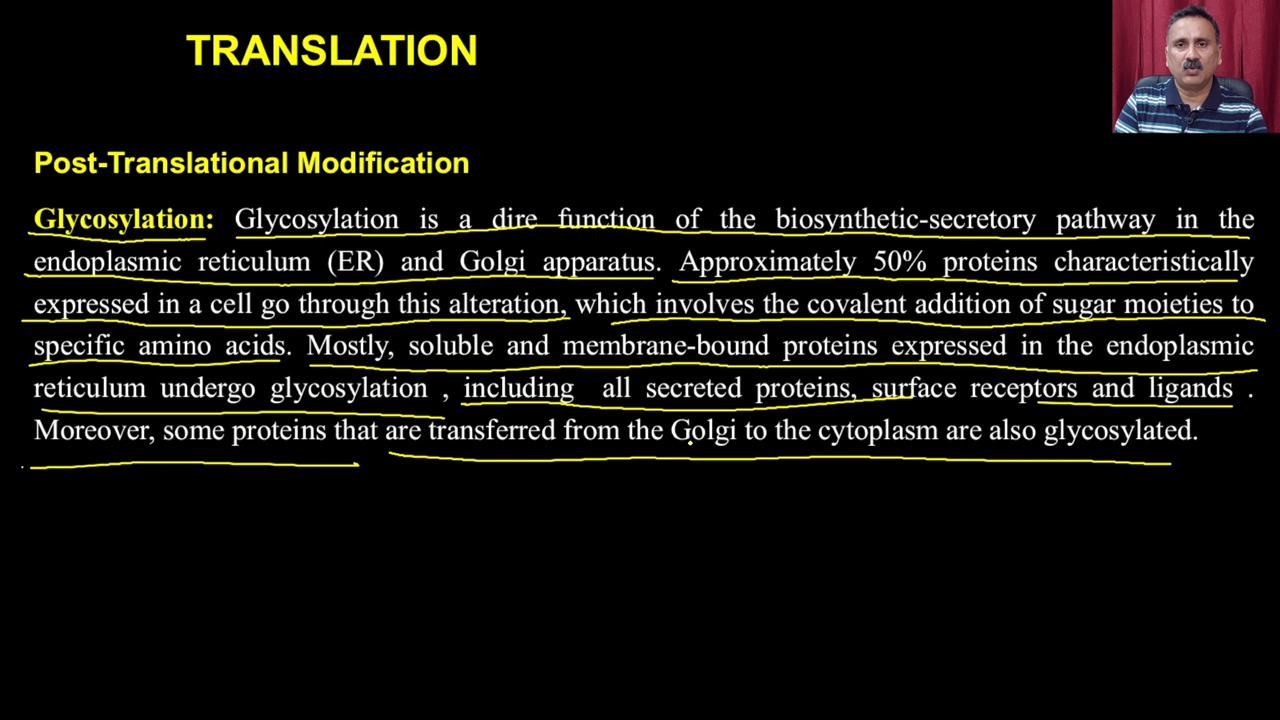 TRANSLATION
Post-Translational Modification
Glycosylation: Glycosylation is a dire function of the biosynthetic-secretory pathway in the
endoplasmic reticulum (ER) and Golgi apparatus. Approximately 50% proteins characteristically
expressed in a cell go through this alteration, which involves the covalent addition of sugar moieties to
specific amino acids. Mostly, soluble and membrane-bound proteins expressed in the endoplasmic
reticulum undergo glycosylation , including all secreted proteins, surface receptors and ligands .
Moreover, some proteins that are transferred from the Golgi to the cytoplasm are also glycosylated.